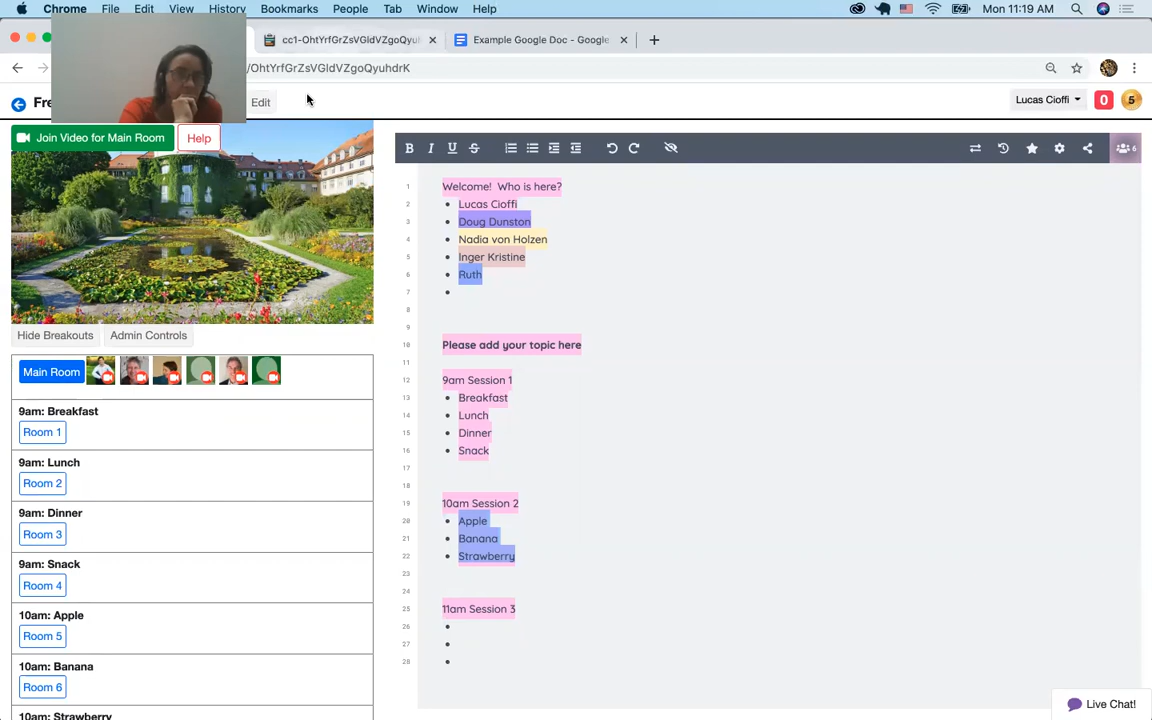 Chrome File Edit View History Bookmarks People Tab Window Help Mon 11:19 AM
cc1-OhtYrfGrZsVGldVZgoQyu
Example Google Doc - Google
/OhtYrfGrZsVGldVZgoQyuhdrK
Fre
Edit
Lucas Cioffi
0
5
Join Video for Main Room
Help
Hide Breakouts
Admin Controls
Main Room
9am: Breakfast
Room 1
9am: Lunch
Room 2
9am: Dinner
Room 3
9am: Snack
Room 4
10am: Apple
Room 5
10am: Banana
Room 6
10am: Strawberry
B I U S
6
1 Welcome! Who is here?
2 Lucas Cioffi
3 Doug Dunston
4 Nadia von Holzen
5 Inger Kristine
6 Ruth
7
8
9
10 Please add your topic here
11
12 9am Session 1
13 Breakfast
14 Lunch
15 Dinner
16 Snack
17
18
19 10am Session 2
20 Apple
21 Banana
22 Strawberry
23
24
25 11am Session 3
26
27
28
Live Chat!